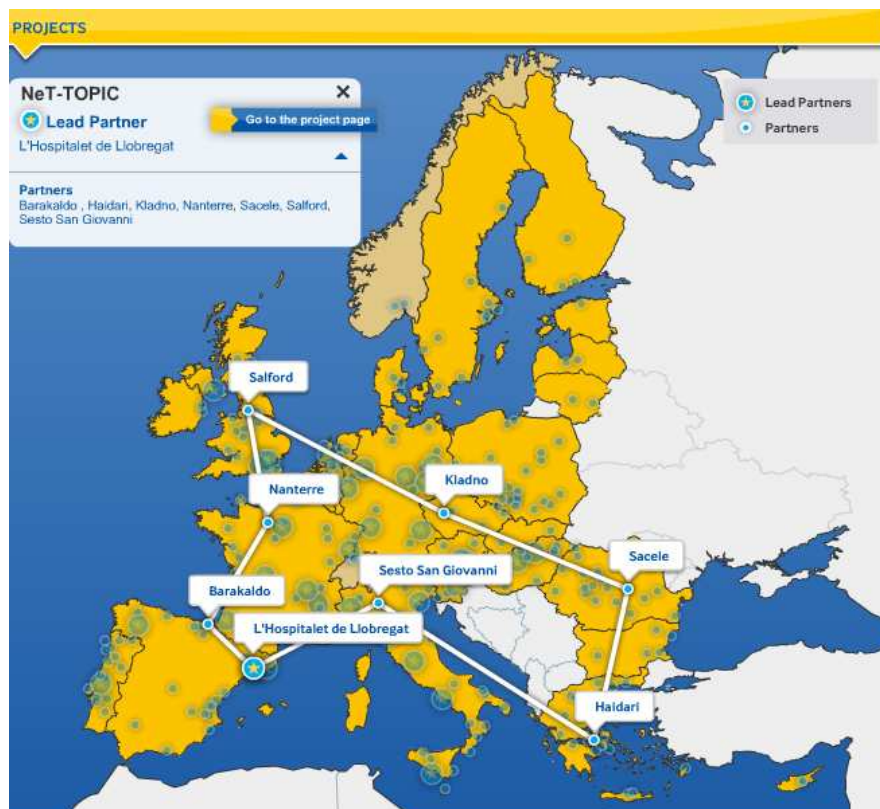 PROJECTS
NeT-TOPIC
Lead Partner
Go to the project page
L'Hospitalet de Llobregat
Partners
Barakaldo , Haidari, Kladno, Nanterre, Sacele, Salford,
Sesto San Giovanni
Lead Partners
Partners
Salford
Kladno
Nanterre
Sacele
Sesto San Giovanni
Barakaldo
L'Hospitalet de Llobregat
Haidari